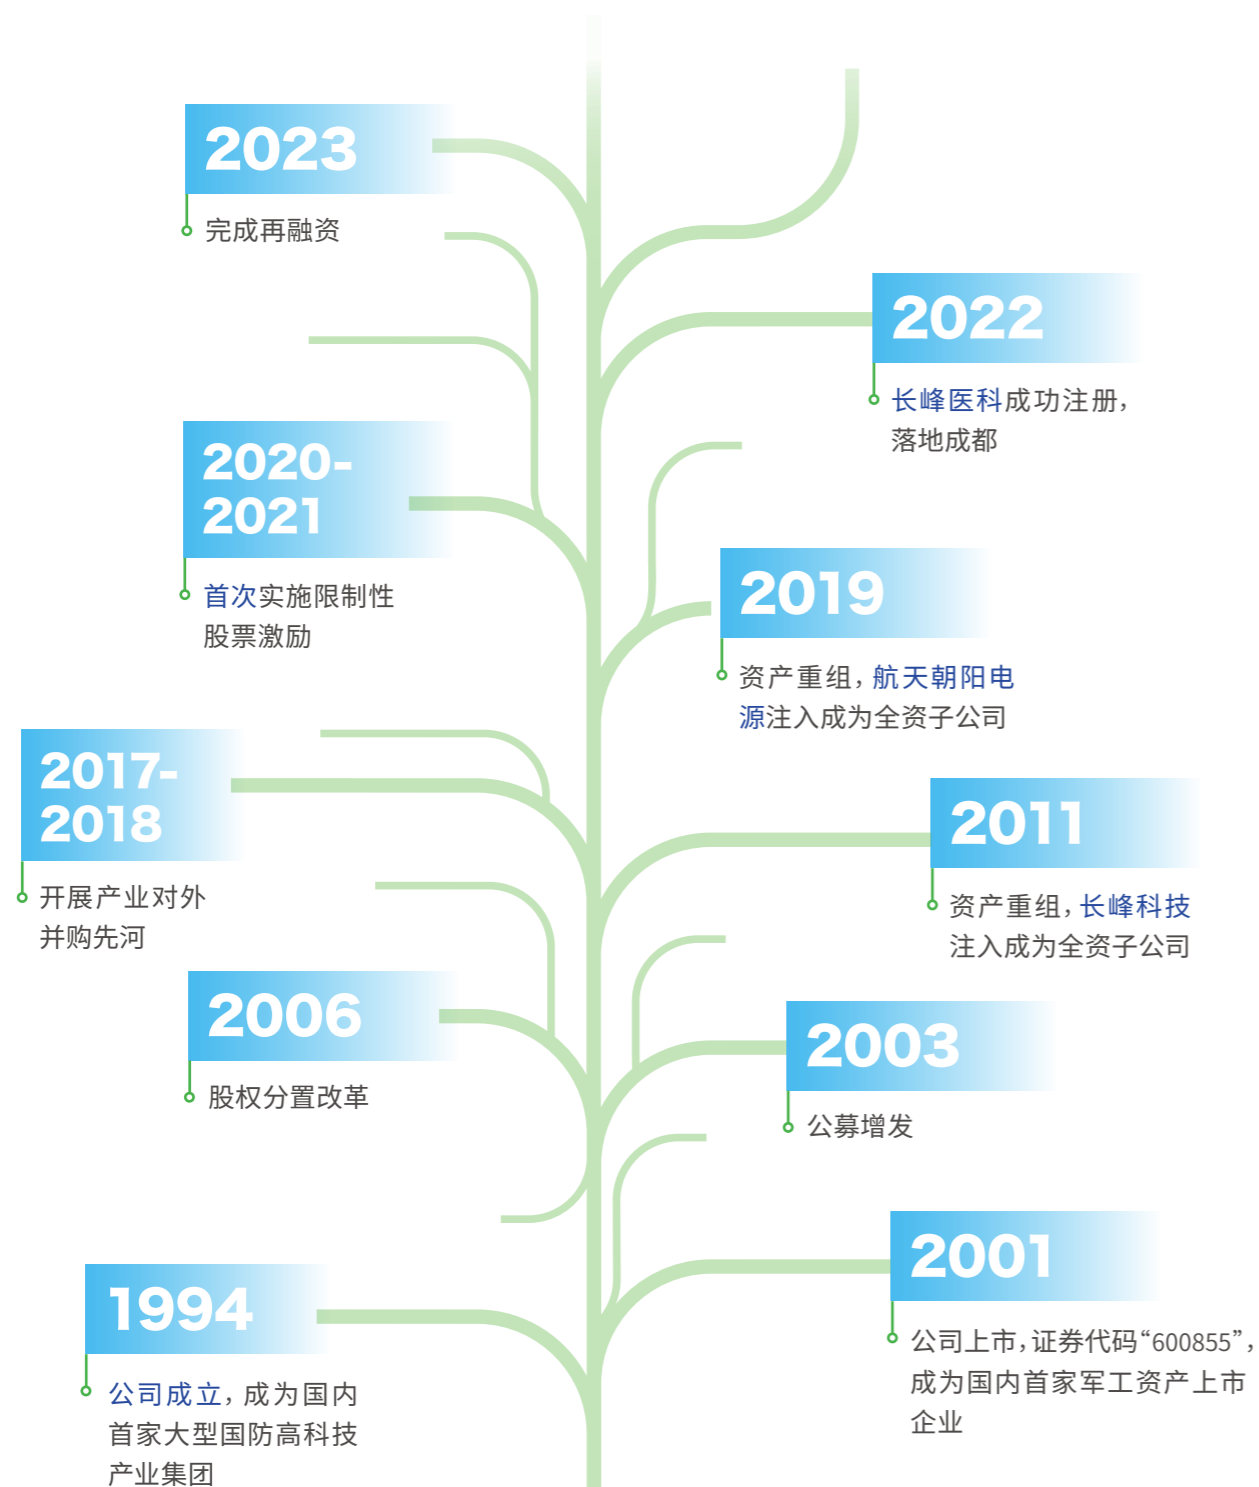 2023
完成再融资
2022
长峰医科成功注册，
落地成都
2020-
2021
首次实施限制性
股票激励
2019
资产重组，航天朝阳电
源注入成为全资子公司
2017-
2018
开展产业对外
并购先河
2011
资产重组，长峰科技
注入成为全资子公司
2006
股权分置改革
2003
公募增发
2001
公司上市，证券代码“600855”，
成为国内首家军工资产上市
企业
1994
公司成立，成为国内
首家大型国防高科技
产业集团